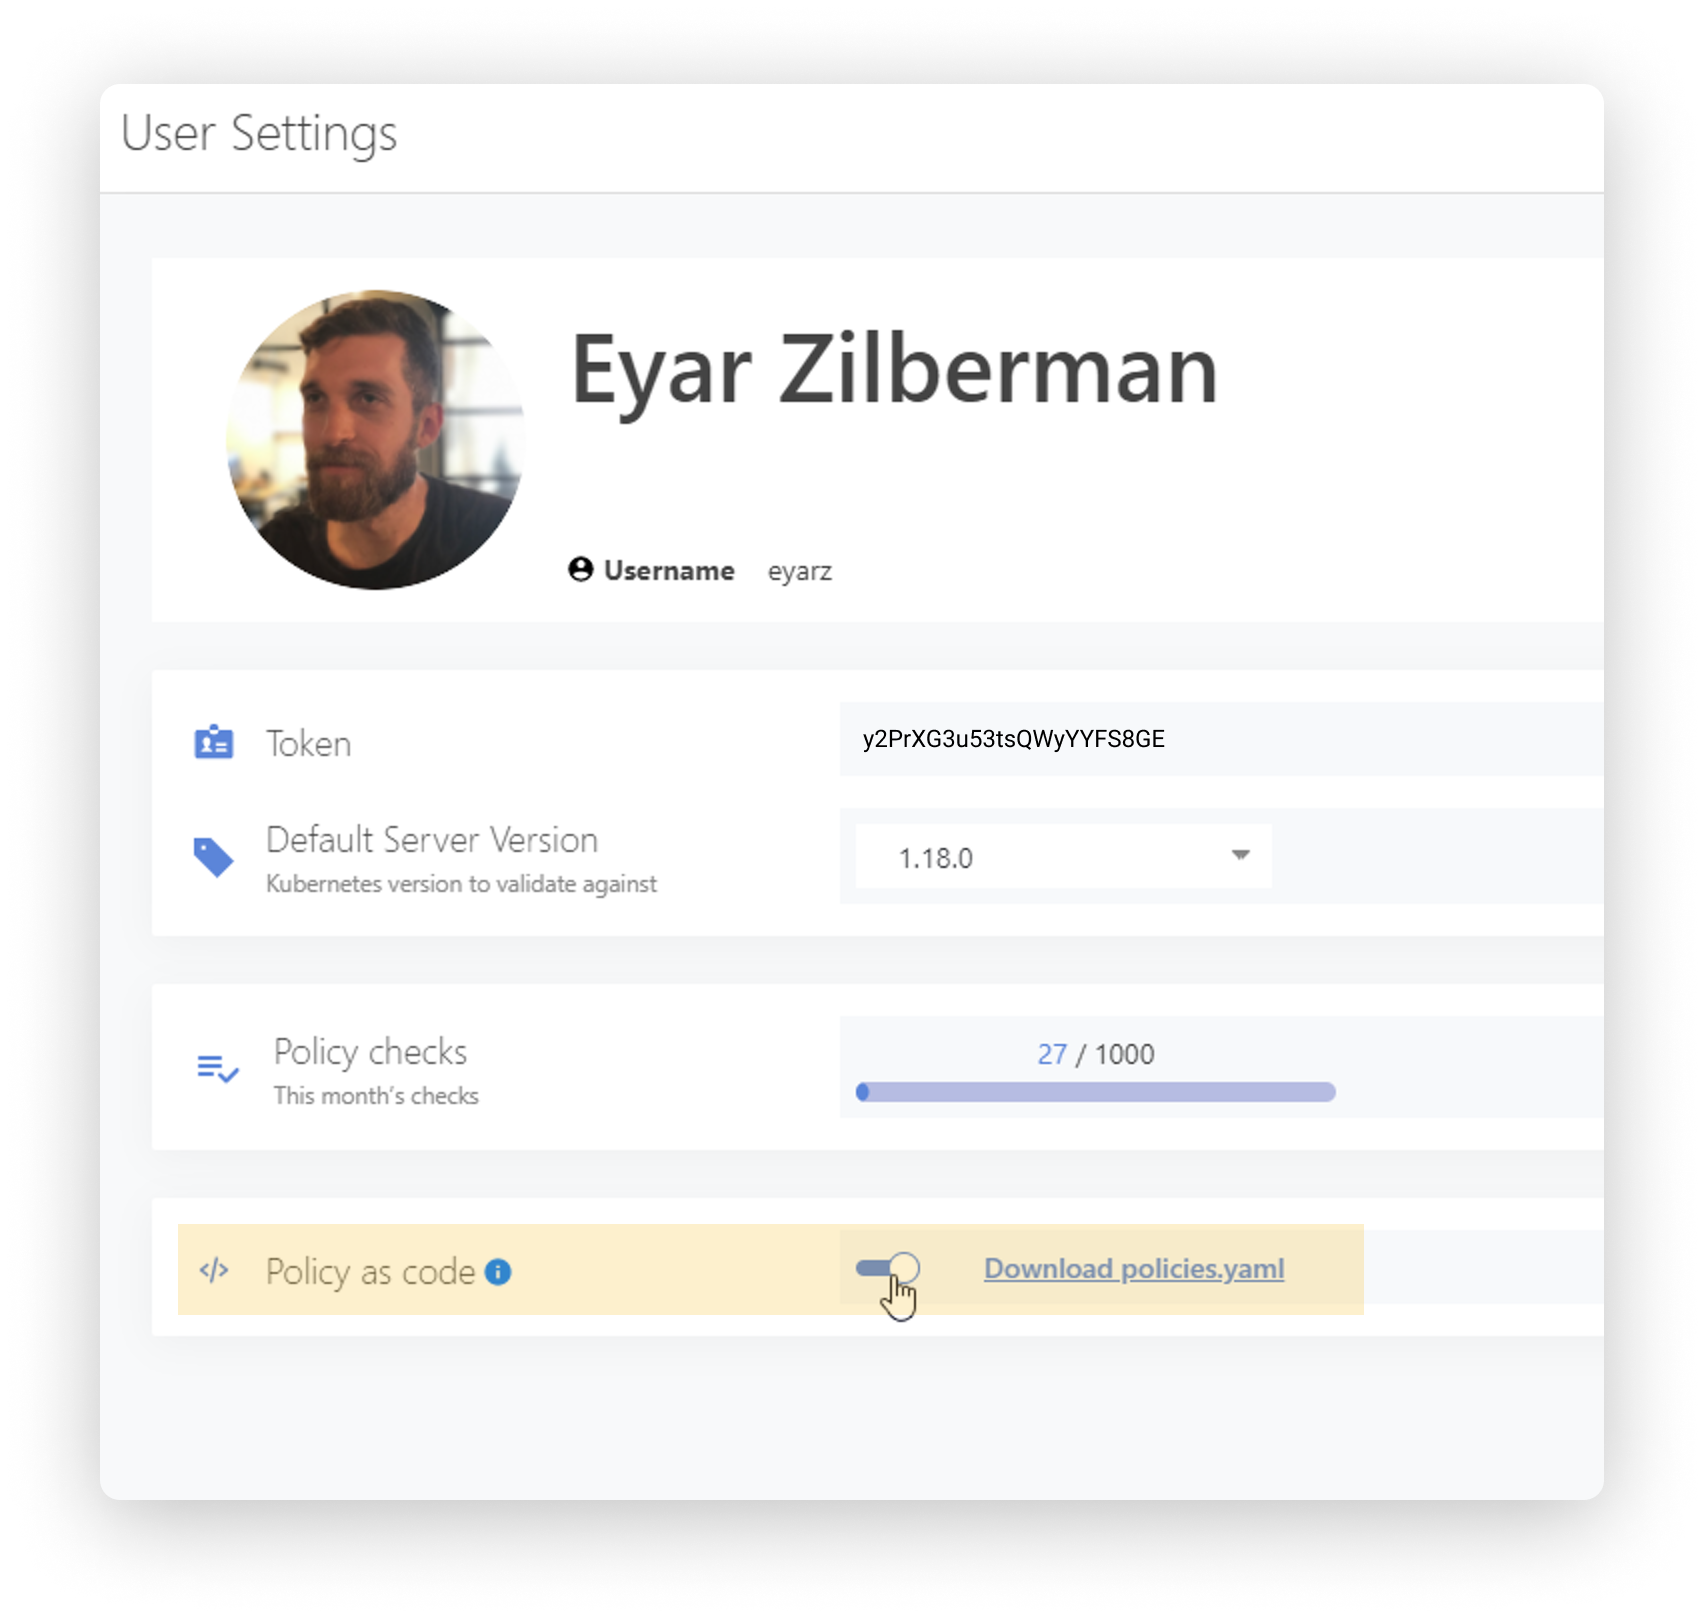 User Settings
Eyar Zilberman
Username eyarz
Token y2PrXG3u53tsQWyYYFS8GE
Default Server Version
Kubernetes version to validate against
1.18.0
Policy checks
This month's checks
27 / 1000
</> Policy as code i Download policies.yaml